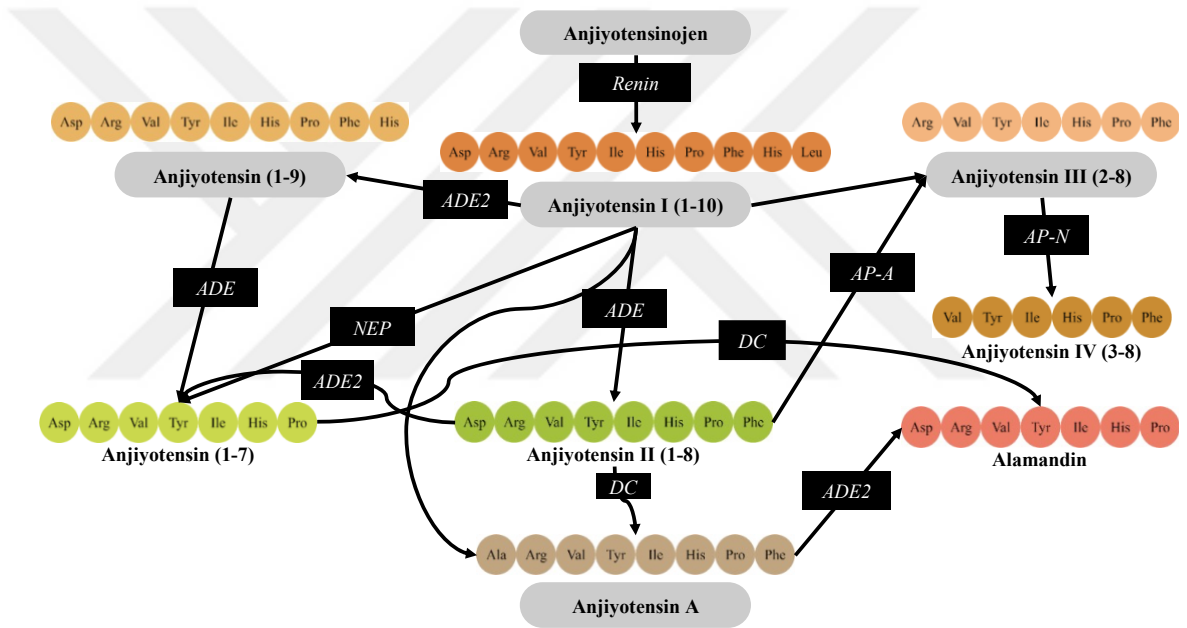 Anjiyotensinojen
Renin
Asp Arg Val Tyr Ile His Pro Phe His
Arg Val Tyr Ile His Pro Phe
Asp Arg Val Tyr Ile His Pro Phe His Leu
Anjiyotensin (1-9)
ADE2
Anjiyotensin I (1-10)
Anjiyotensin III (2-8)
AP-N
ADE
NEP
ADE
AP-A
Val Tyr Ile His Pro Phe
Anjiyotensin IV (3-8)
DC
ADE2
Asp Arg Val Tyr Ile His Pro
Anjiyotensin (1-7)
Asp Arg Val Tyr Ile His Pro Phe
Anjiyotensin II (1-8)
Asp Arg Val Tyr Ile His Pro
Alamandin
DC
ADE2
Ala Arg Val Tyr Ile His Pro Phe
Anjiyotensin A